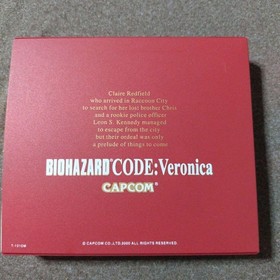 Claire Redfield
who arrived in Raccoon City
to search for her lost brother Chris
and a rookie police officer
Leon S. Kennedy managed
to escape from the city
but their ordeal was only
a prelude of things to come
BIOHAZARD® CODE:Veronica
CAPCOM®
T-1210M
© CAPCOM CO.,LTD.2000 ALL RIGHTS RESERVED.